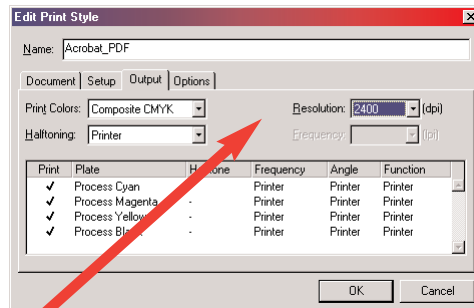 Edit Print Style
Name: Acrobat_PDF
Document Setup Output Options
Print Colors: Composite CMYK Resolution: 2400 (dpi)
Halftoning: Printer Frequency: (lpi)
Print Plate Frequency Angle Function
Process Cyan Printer Printer Printer
Process Magenta - Printer Printer Printer
Process Yellow - Printer Printer Printer
Process - Printer Printer Printer
OK Cancel